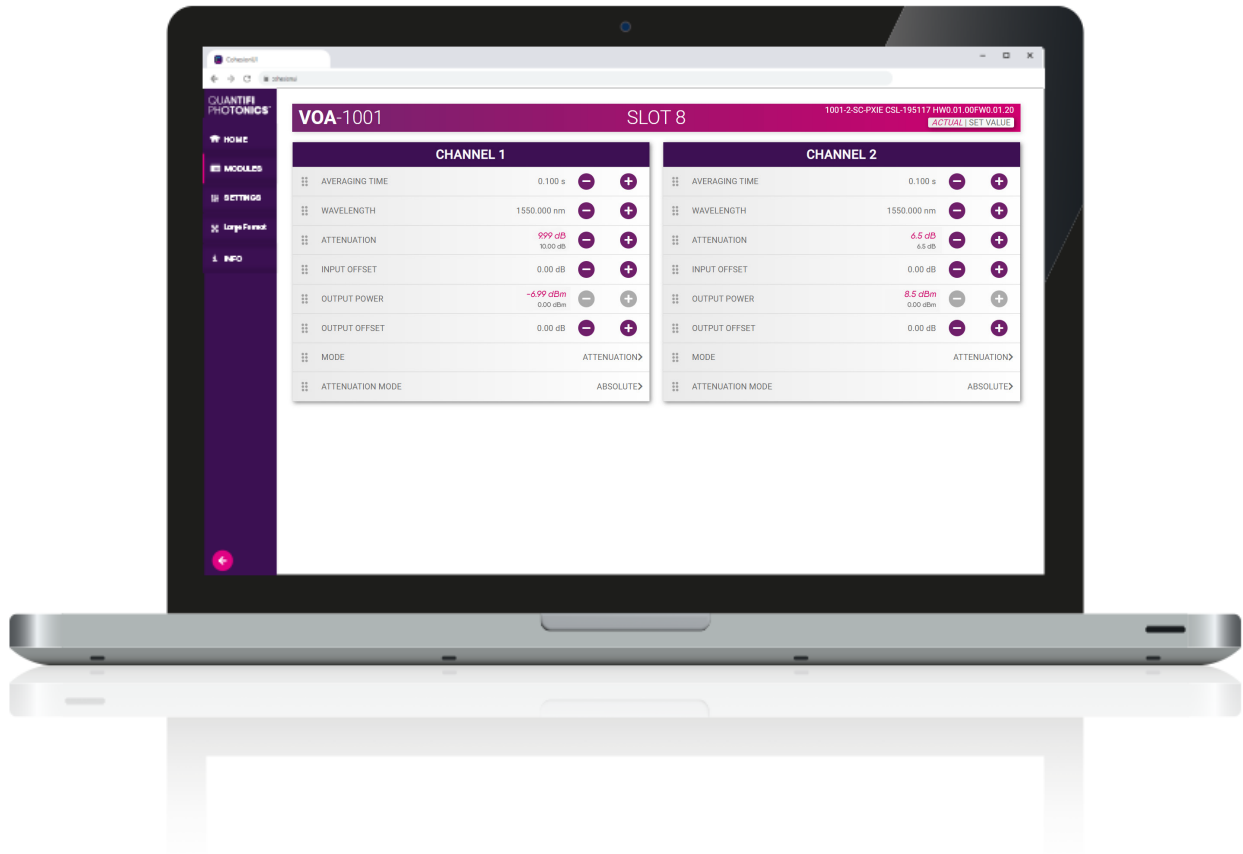 CohesionUI
cohesionui
QUANTIFI
PHOTONICS™
HOME
MODULES
SETTINGS
Large Format
INFO
VOA-1001
SLOT 8
1001-2-SC-PXIE CSL-195117 HW0.01.00FW0.01.20
ACTUAL | SET VALUE
CHANNEL 1
AVERAGING TIME 0.100 s
WAVELENGTH 1550.000 nm
ATTENUATION 9.99 dB
10.00 dB
INPUT OFFSET 0.00 dB
OUTPUT POWER -6.99 dBm
0.00 dBm
OUTPUT OFFSET 0.00 dB
MODE ATTENUATION>
ATTENUATION MODE ABSOLUTE>
CHANNEL 2
AVERAGING TIME 0.100 s
WAVELENGTH 1550.000 nm
ATTENUATION 6.5 dB
6.5 dB
INPUT OFFSET 0.00 dB
OUTPUT POWER 8.5 dBm
0.00 dBm
OUTPUT OFFSET 0.00 dB
MODE ATTENUATION>
ATTENUATION MODE ABSOLUTE>